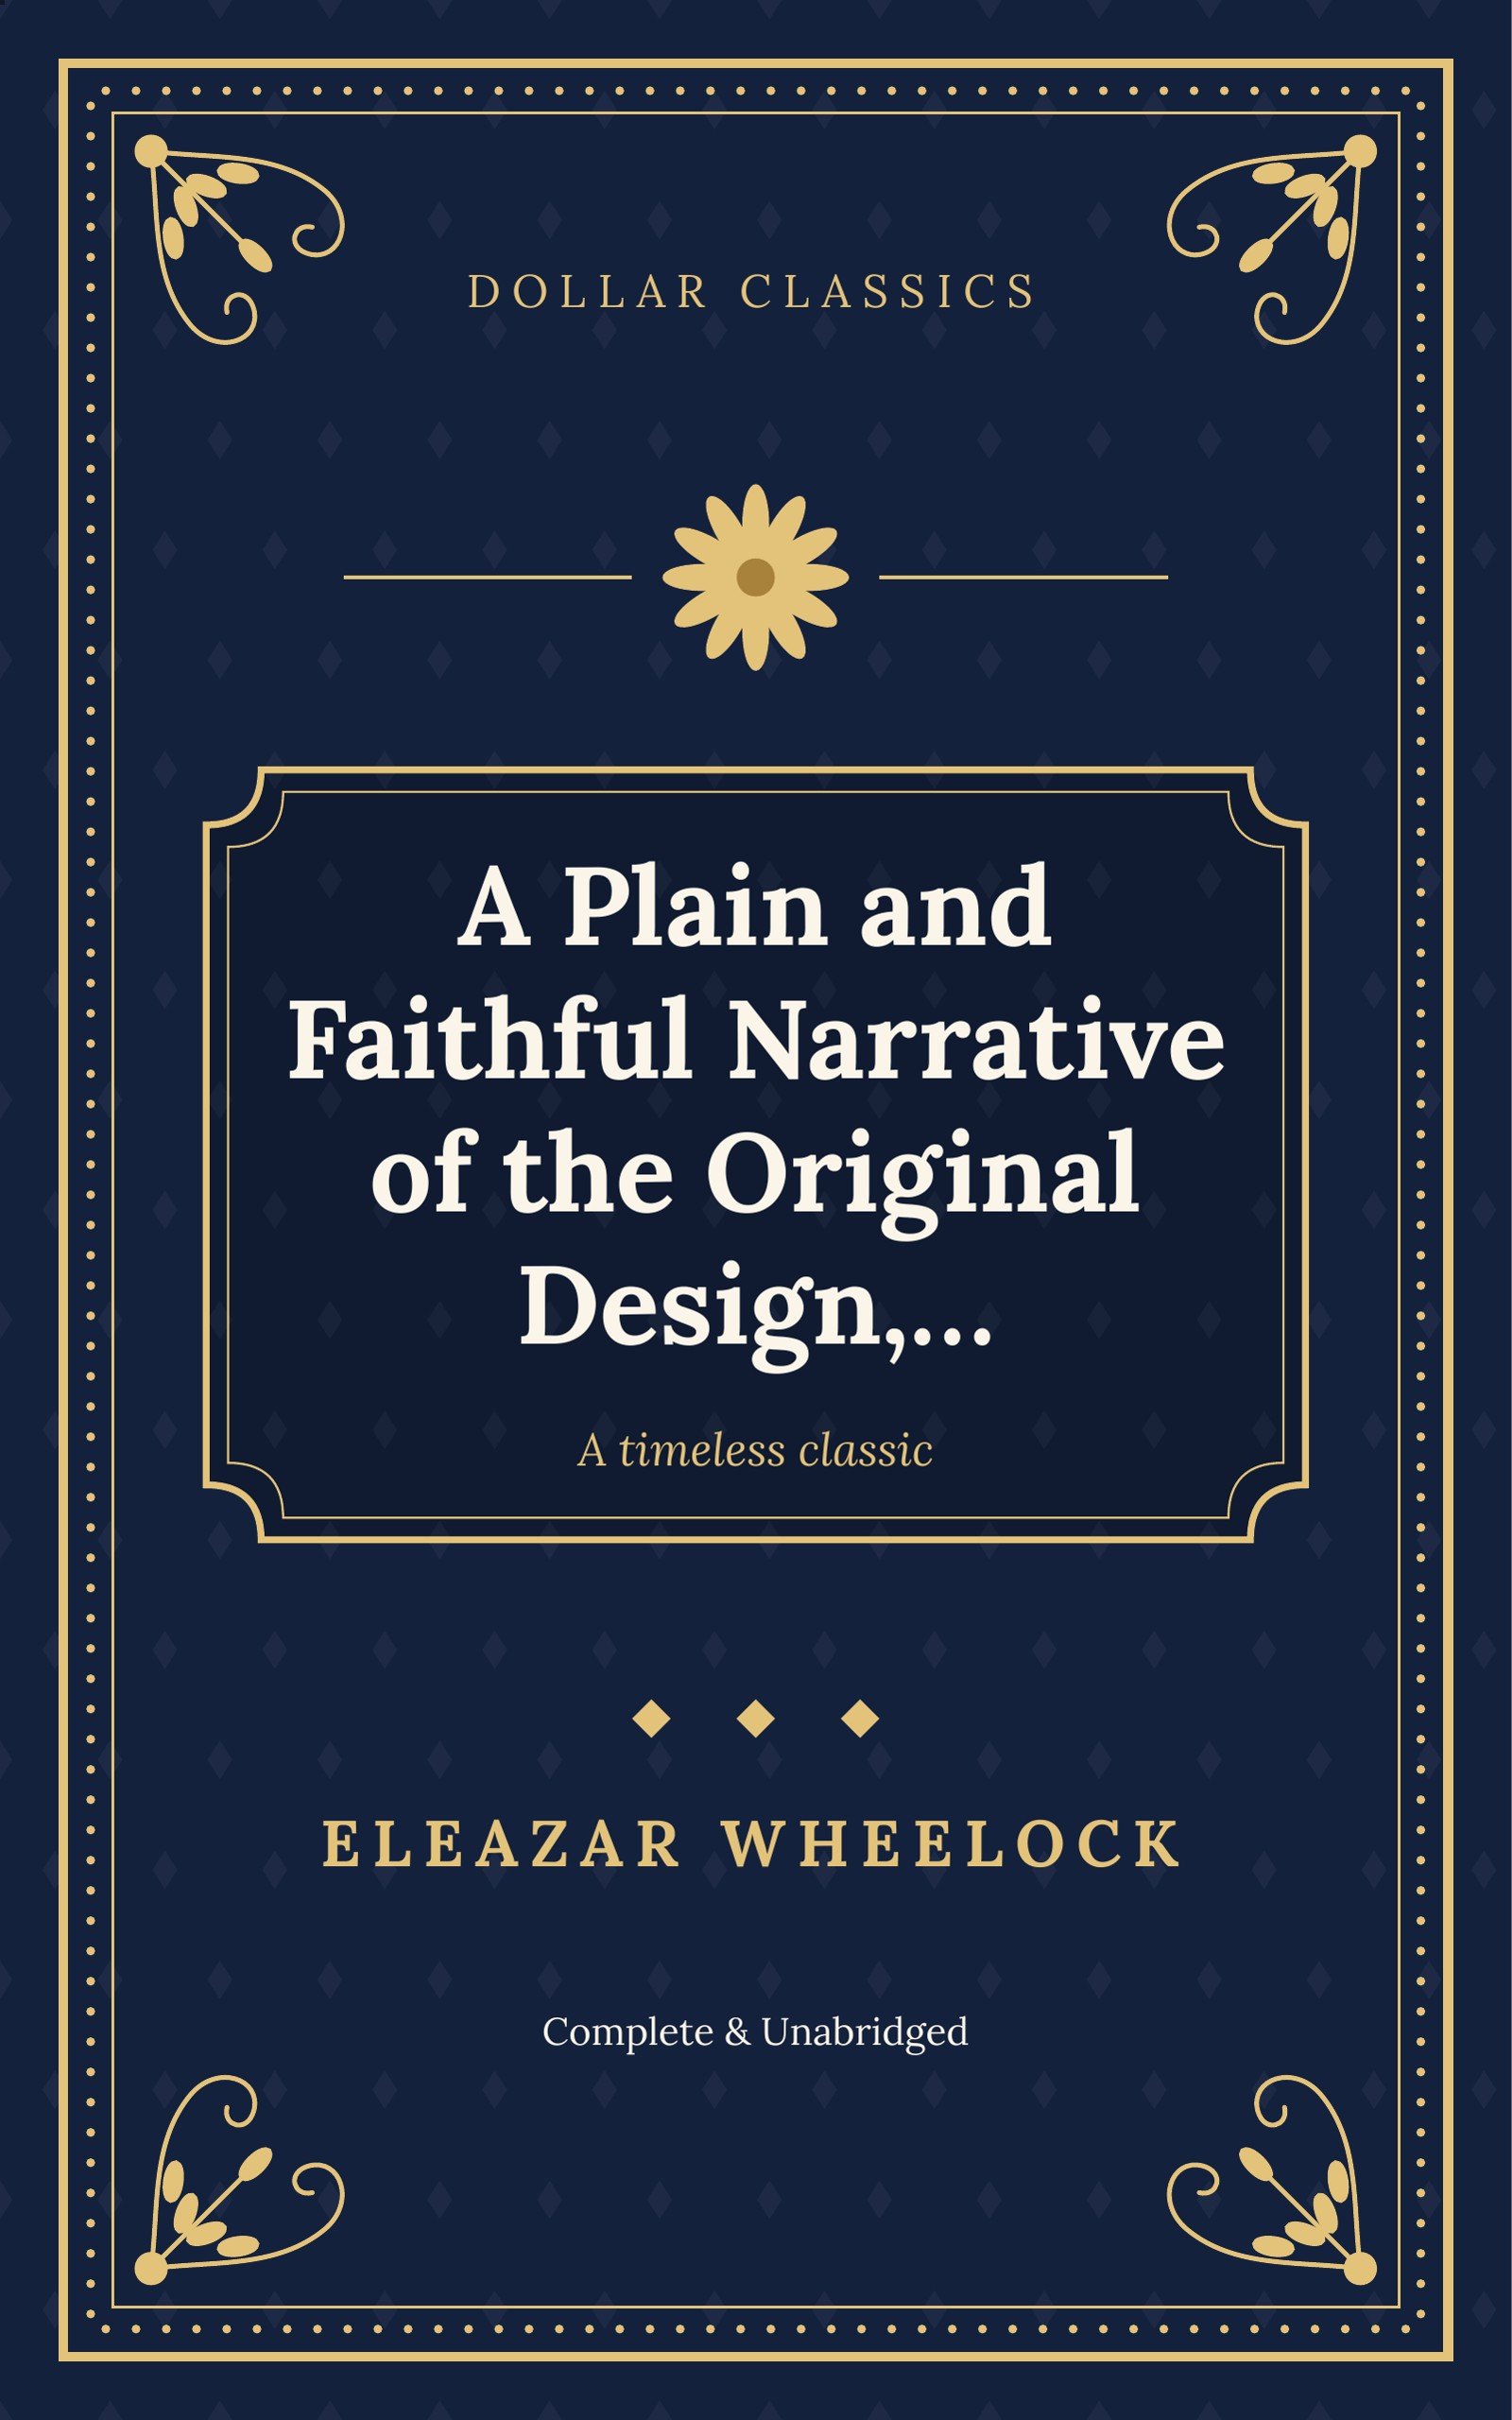 DOLLAR CLASSICS
A Plain and
Faithful Narrative
of the Original
Design,...
A timeless classic
ELEAZAR WHEELOCK
Complete & Unabridged